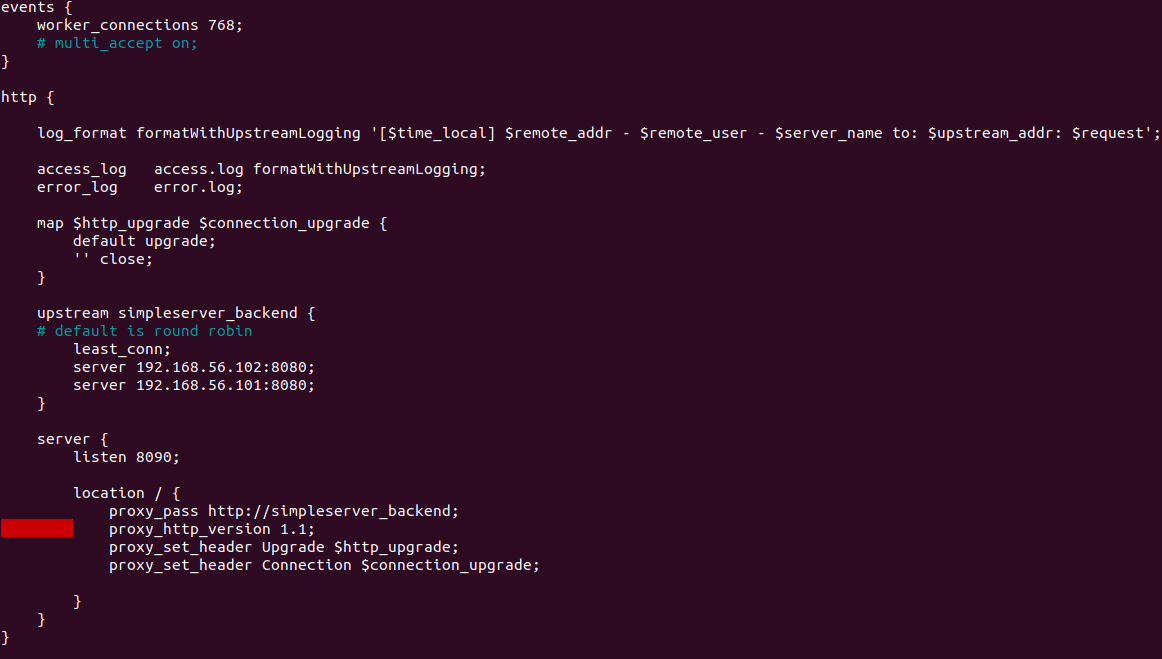 events {
    worker_connections 768;
    # multi_accept on;
}

http {

    log_format formatWithUpstreamLogging '[$time_local] $remote_addr - $remote_user - $server_name to: $upstream_addr: $request';

    access_log   access.log formatWithUpstreamLogging;
    error_log    error.log;

    map $http_upgrade $connection_upgrade {
        default upgrade;
        '' close;
    }

    upstream simpleserver_backend {
    # default is round robin
        least_conn;
        server 192.168.56.102:8080;
        server 192.168.56.101:8080;
    }

    server {
        listen 8090;

        location / {
            proxy_pass http://simpleserver_backend;
            proxy_http_version 1.1;
            proxy_set_header Upgrade $http_upgrade;
            proxy_set_header Connection $connection_upgrade;

        }
    }
}